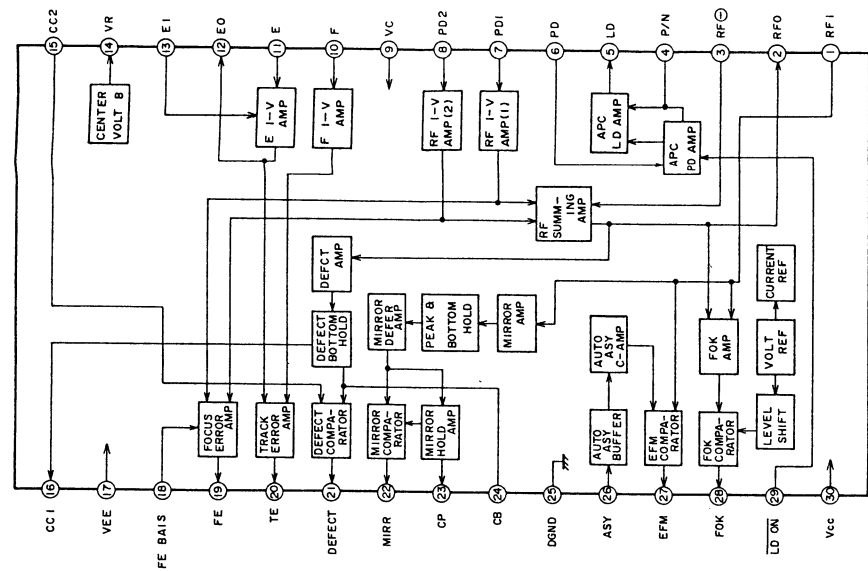 CC2
VR
EI
EO
E
F
VC
PD2
PD1
PD
LD
P/N
RF⊖
RFO
RFI
15
14
13
12
11
10
9
8
7
6
5
4
3
2
1
CENTER
VOLT B
E I-V
AMP
F I-V
AMP
RF I-V
AMP(2)
RF I-V
AMP(1)
APC
LD AMP
APC
PD AMP
RF
SUMM-
ING
AMP
DEFCT
AMP
DEFECT
BOTTOM
HOLD
MIRROR
DEFER
AMP
PEAK &
BOTTOM
HOLD
MIRROR
AMP
AUTO
ASY
C-AMP
FOK
AMP
VOLT
REF
CURRENT
REF
FOCUS
ERROR
AMP
TRACK
ERROR
AMP
DEFECT
COMPA-
RATOR
MIRROR
COMPA-
RATOR
MIRROR
HOLD
AMP
AUTO
ASY
BUFFER
EFM
COMPA-
RATOR
FOK
COMPA-
RATOR
LEVEL
SHIFT
16
17
18
19
20
21
22
23
24
25
26
27
28
29
30
CC1
VEE
FE BAIS
FE
TE
DEFECT
MIRR
CP
CB
DGND
ASY
EFM
FOK
LD ON
Vcc